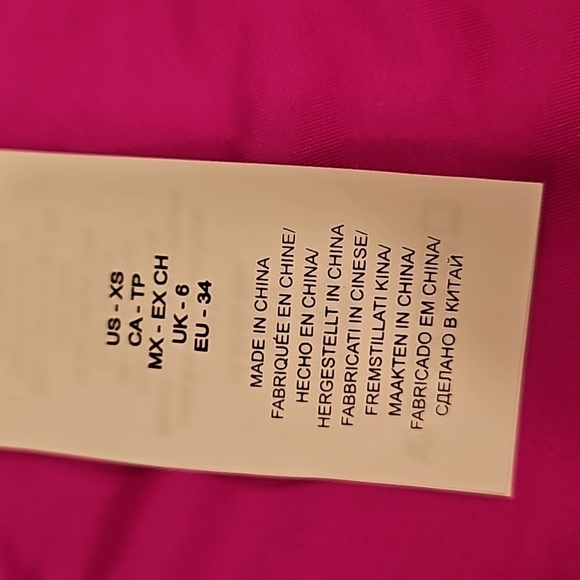 US - XS
CA - TP
MX - EX CH
UK - 6
EU - 34
MADE IN CHINA
FABRIQUÉE EN CHINE/
HECHO EN CHINA/
HERGESTELLT IN CHINA
FABBRICATI IN CINESE/
FREMSTILLATI KINA/
MAAKTEN IN CHINA/
FABRICADO EM CHINA/
СДЕЛАНО В КИТАЙ